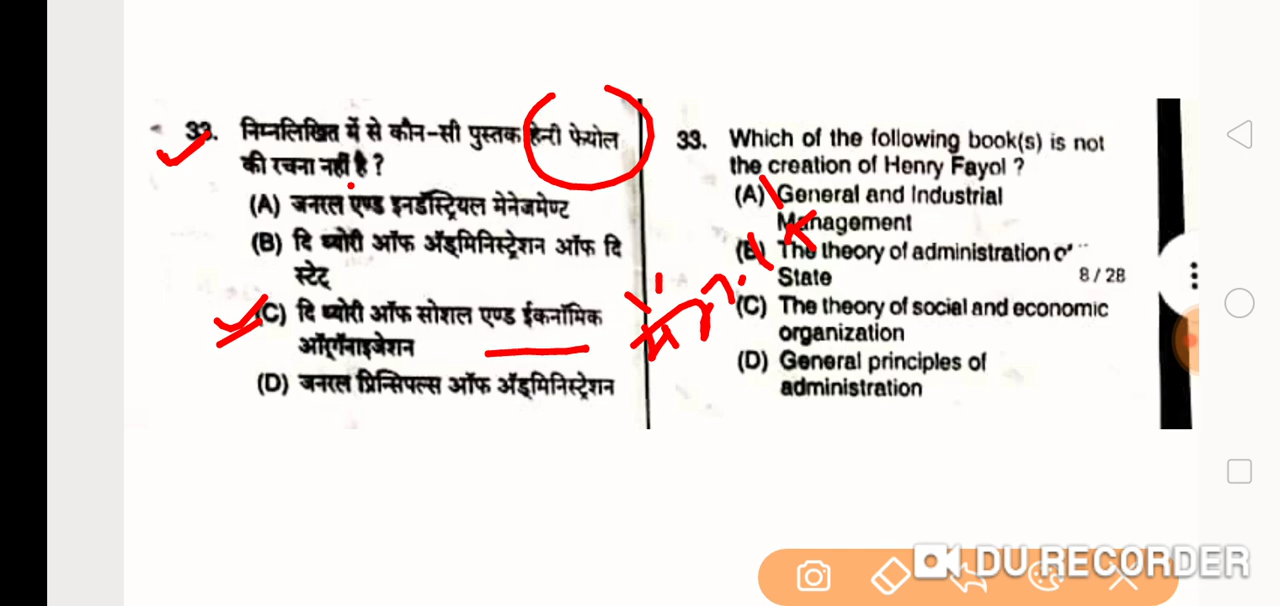 33. निम्नलिखित में से कौन-सी पुस्तक हेनरी फेयोल
की रचना नहीं है ?
(A) जनरल एण्ड इनडॅस्ट्रियल मेनेजमेण्ट
(B) दि थ्योरी ऑफ अ‍ॅड्मिनिस्ट्रेशन ऑफ दि
स्टेट्
(C) दि थ्योरी ऑफ सोशल एण्ड ईकनॉमिक
ऑर्गॅनाइजेशन
(D) जनरल प्रिन्सिपल्स ऑफ अ‍ॅड्मिनिस्ट्रेशन
33. Which of the following book(s) is not
the creation of Henry Fayol ?
(A) General and Industrial
Management
(B) The theory of administration of
State
8 / 28
(C) The theory of social and economic
organization
(D) General principles of
administration
DU RECORDER